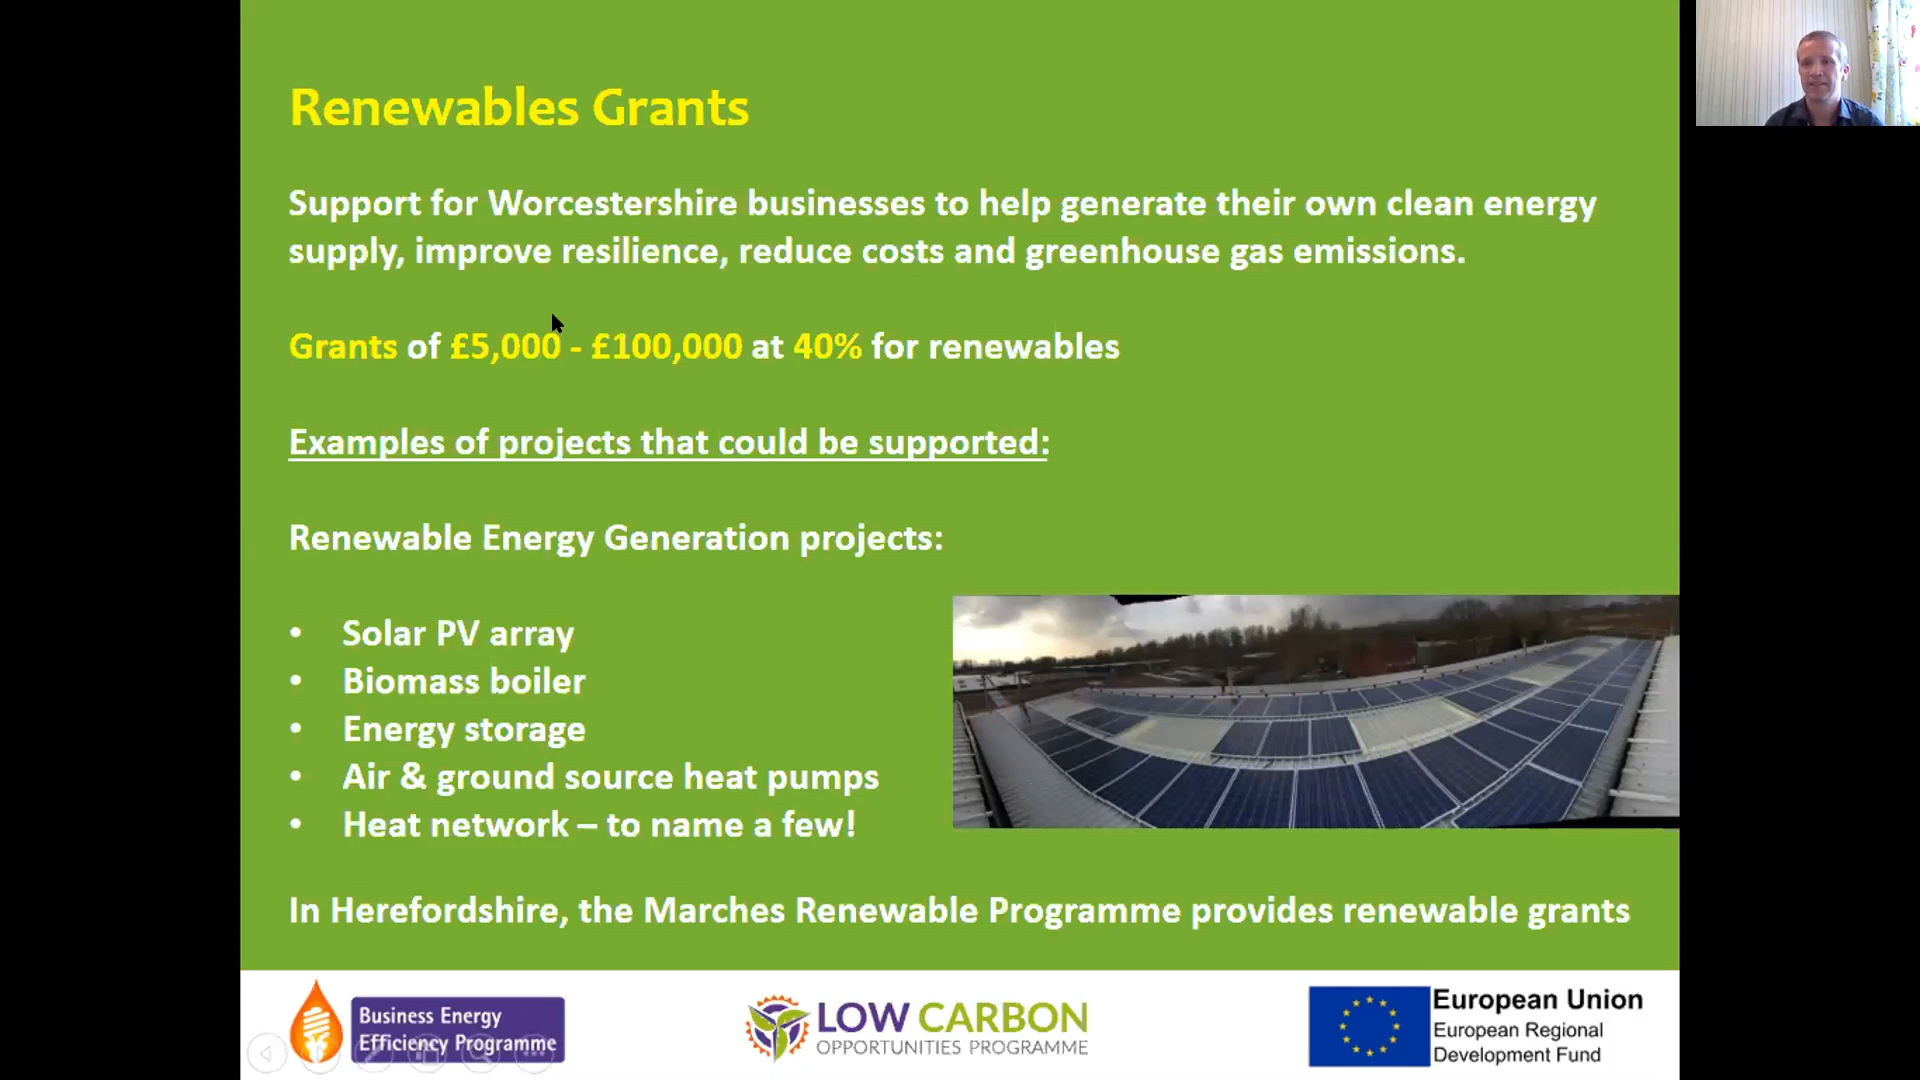 Renewables Grants
Support for Worcestershire businesses to help generate their own clean energy
supply, improve resilience, reduce costs and greenhouse gas emissions.
Grants of £5,000 - £100,000 at 40% for renewables
Examples of projects that could be supported:
Renewable Energy Generation projects:
• Solar PV array
• Biomass boiler
• Energy storage
• Air & ground source heat pumps
• Heat network – to name a few!
In Herefordshire, the Marches Renewable Programme provides renewable grants
Business Energy
Efficiency Programme
LOW CARBON
OPPORTUNITIES PROGRAMME
European Union
European Regional
Development Fund